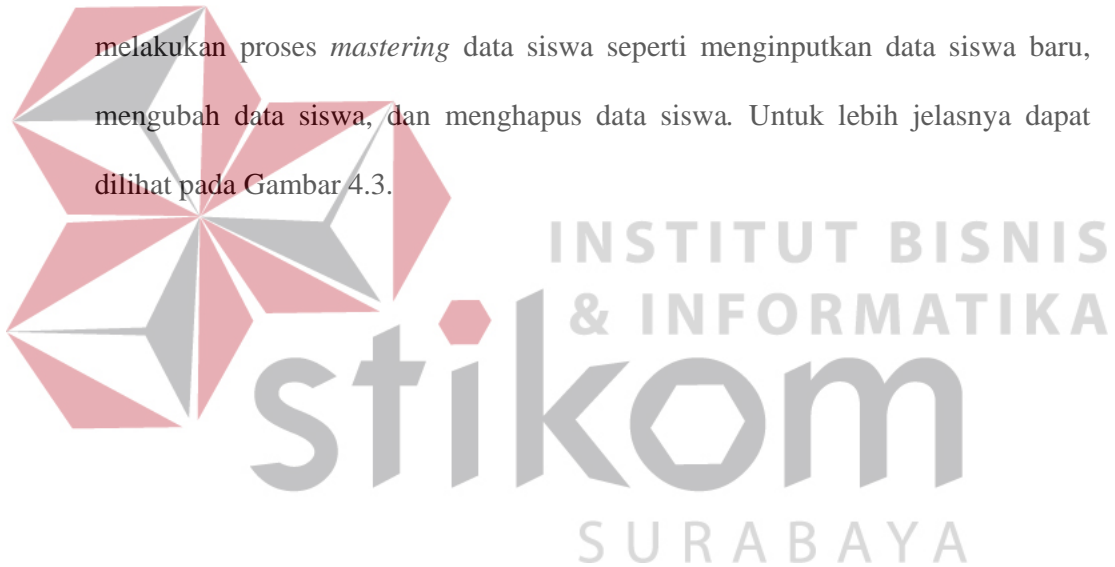 melakukan proses mastering data siswa seperti menginputkan data siswa baru,
mengubah data siswa, dan menghapus data siswa. Untuk lebih jelasnya dapat
dilihat pada Gambar 4.3.
INSTITUT BISNIS
& INFORMATIKA
stikom
SURABAYA